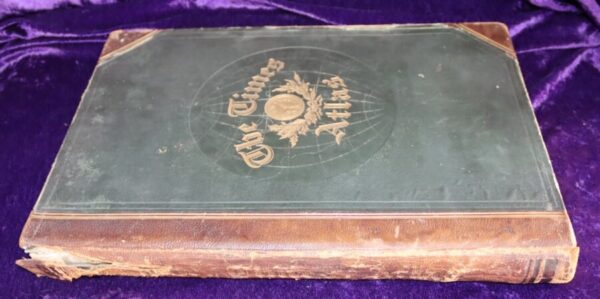 The Times
Atlas